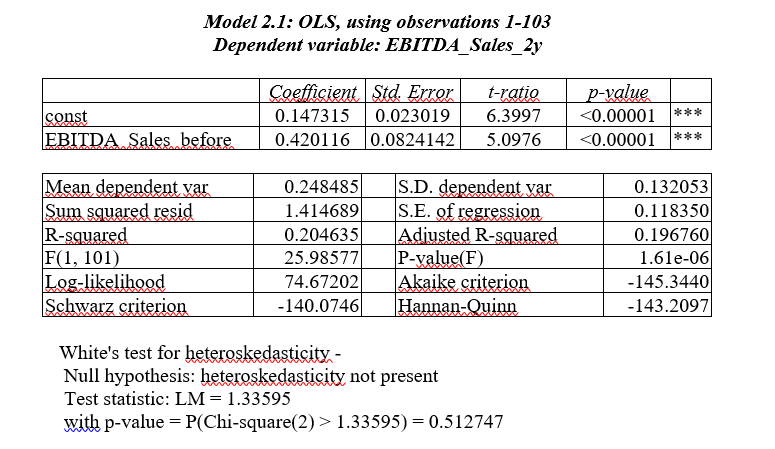 Model 2.1: OLS, using observations 1-103
Dependent variable: EBITDA_Sales_2y
Coefficient Std. Error t-ratio p-value
const 0.147315 0.023019 6.3997 <0.00001 ***
EBITDA_Sales_before 0.420116 0.0824142 5.0976 <0.00001 ***
Mean dependent var 0.248485 S.D. dependent var 0.132053
Sum squared resid 1.414689 S.E. of regression 0.118350
R-squared 0.204635 Adjusted R-squared 0.196760
F(1, 101) 25.98577 P-value(F) 1.61e-06
Log-likelihood 74.67202 Akaike criterion -145.3440
Schwarz criterion -140.0746 Hannan-Quinn -143.2097
White's test for heteroskedasticity -
Null hypothesis: heteroskedasticity not present
Test statistic: LM = 1.33595
with p-value = P(Chi-square(2) > 1.33595) = 0.512747